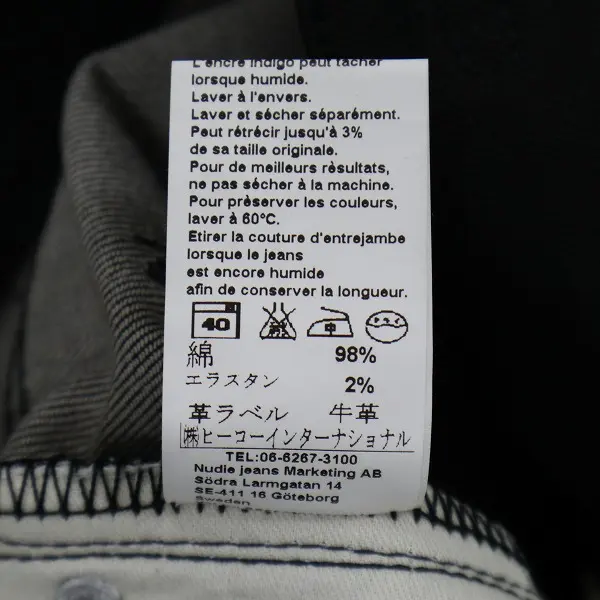 L'encre indigo peut tâcher
lorsque humide.
Laver à l'envers.
Laver et sécher séparément.
Peut rétrécir jusqu'à 3%
de sa taille originale.
Pour de meilleurs rèsultats,
ne pas sécher à la machine.
Pour prèserver les couleurs,
laver à 60°C.
Etirer la couture d'entrejambe
lorsque le jeans
est encore humide
afin de conserver la longueur.
40 中
綿 98%
エラスタン 2%
革ラベル 牛革
㈱ヒーコーインターナショナル
TEL:06-6267-3100
Nudie jeans Marketing AB
Södra Larmgatan 14
SE-411 16 Göteborg
Sweden